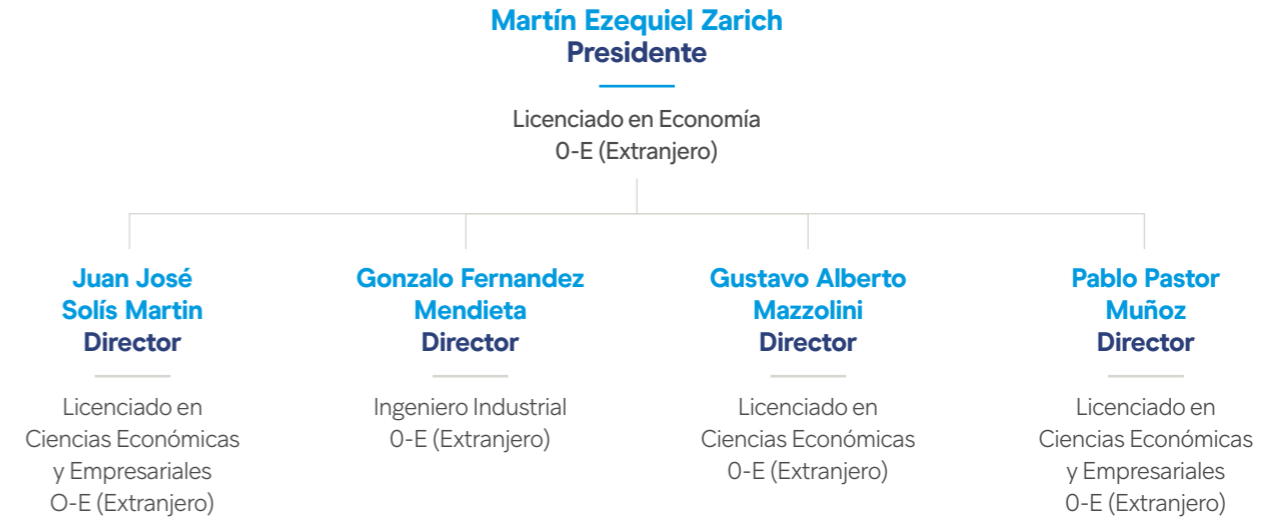 Martín Ezequiel Zarich
Presidente
Licenciado en Economía
0-E (Extranjero)
Juan José
Solís Martin
Director
Licenciado en
Ciencias Económicas
y Empresariales
O-E (Extranjero)
Gonzalo Fernandez
Mendieta
Director
Ingeniero Industrial
0-E (Extranjero)
Gustavo Alberto
Mazzolini
Director
Licenciado en
Ciencias Económicas
0-E (Extranjero)
Pablo Pastor
Muñoz
Director
Licenciado en
Ciencias Económicas
y Empresariales
0-E (Extranjero)